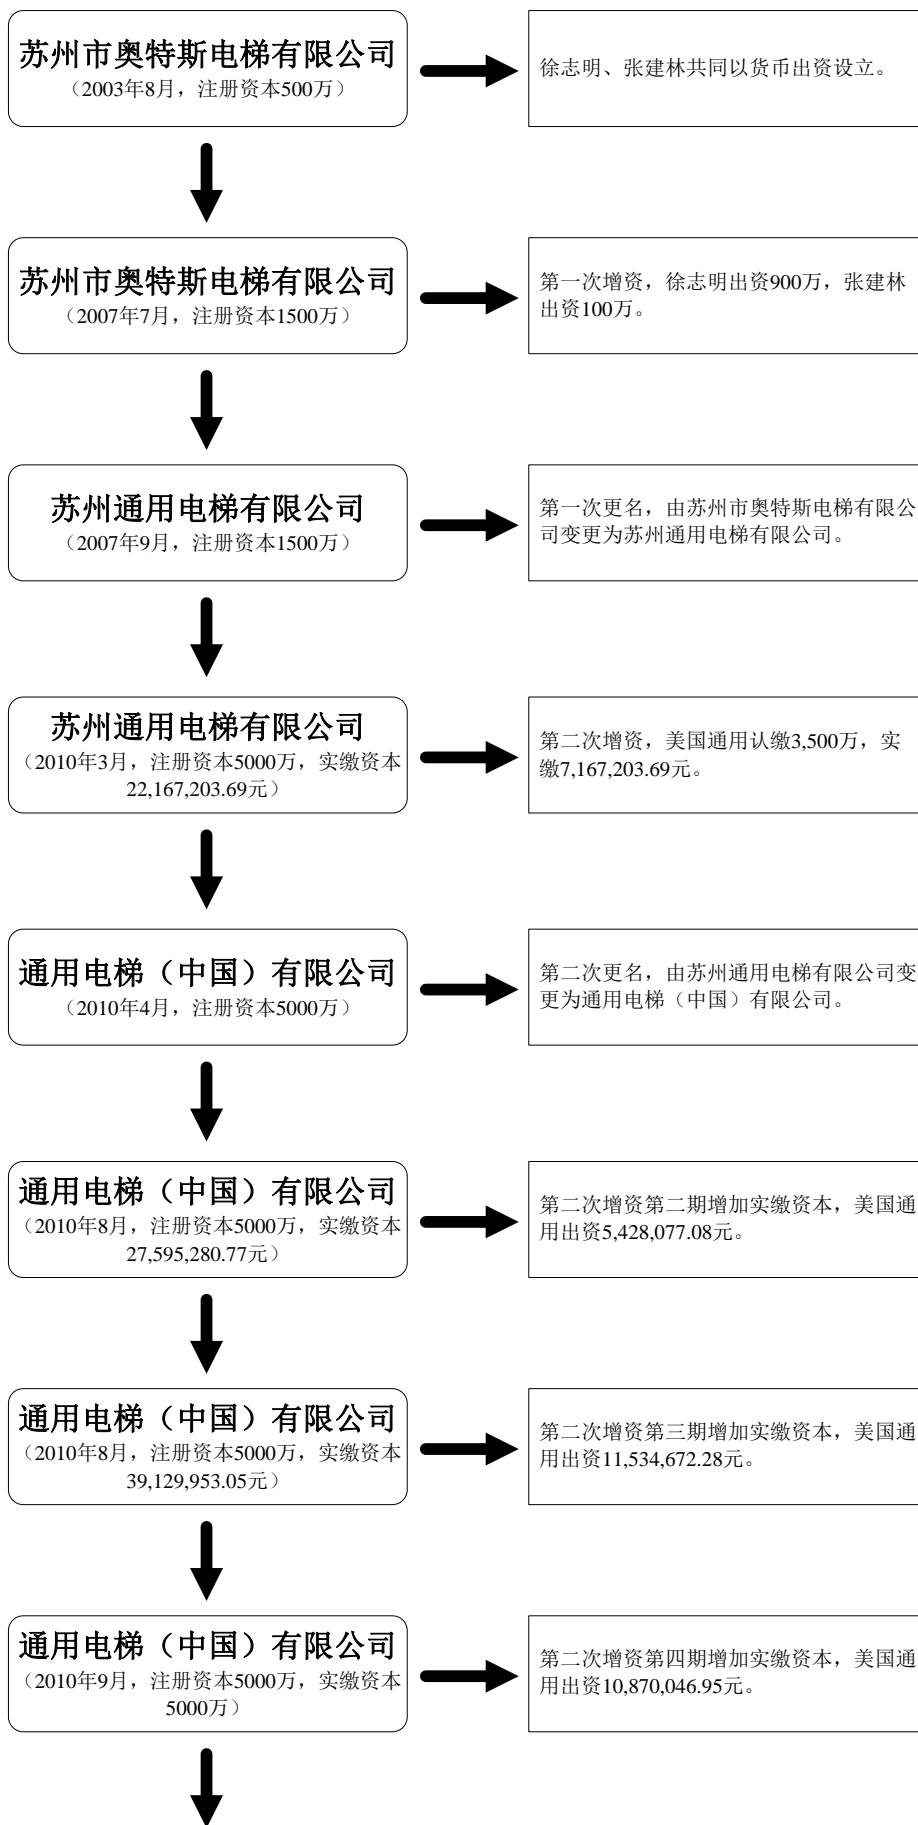 苏州市奥特斯电梯有限公司
（2003年8月，注册资本500万）
徐志明、张建林共同以货币出资设立。
苏州市奥特斯电梯有限公司
（2007年7月，注册资本1500万）
第一次增资，徐志明出资900万，张建林
出资100万。
苏州通用电梯有限公司
（2007年9月，注册资本1500万）
第一次更名，由苏州市奥特斯电梯有限公
司变更为苏州通用电梯有限公司。
苏州通用电梯有限公司
（2010年3月，注册资本5000万，实缴资本
22,167,203.69元）
第二次增资，美国通用认缴3,500万，实
缴7,167,203.69元。
通用电梯（中国）有限公司
（2010年4月，注册资本5000万）
第二次更名，由苏州通用电梯有限公司变
更为通用电梯（中国）有限公司。
通用电梯（中国）有限公司
（2010年8月，注册资本5000万，实缴资本
27,595,280.77元）
第二次增资第二期增加实缴资本，美国通
用出资5,428,077.08元。
通用电梯（中国）有限公司
（2010年8月，注册资本5000万，实缴资本
39,129,953.05元）
第二次增资第三期增加实缴资本，美国通
用出资11,534,672.28元。
通用电梯（中国）有限公司
（2010年9月，注册资本5000万，实缴资本
5000万）
第二次增资第四期增加实缴资本，美国通
用出资10,870,046.95元。